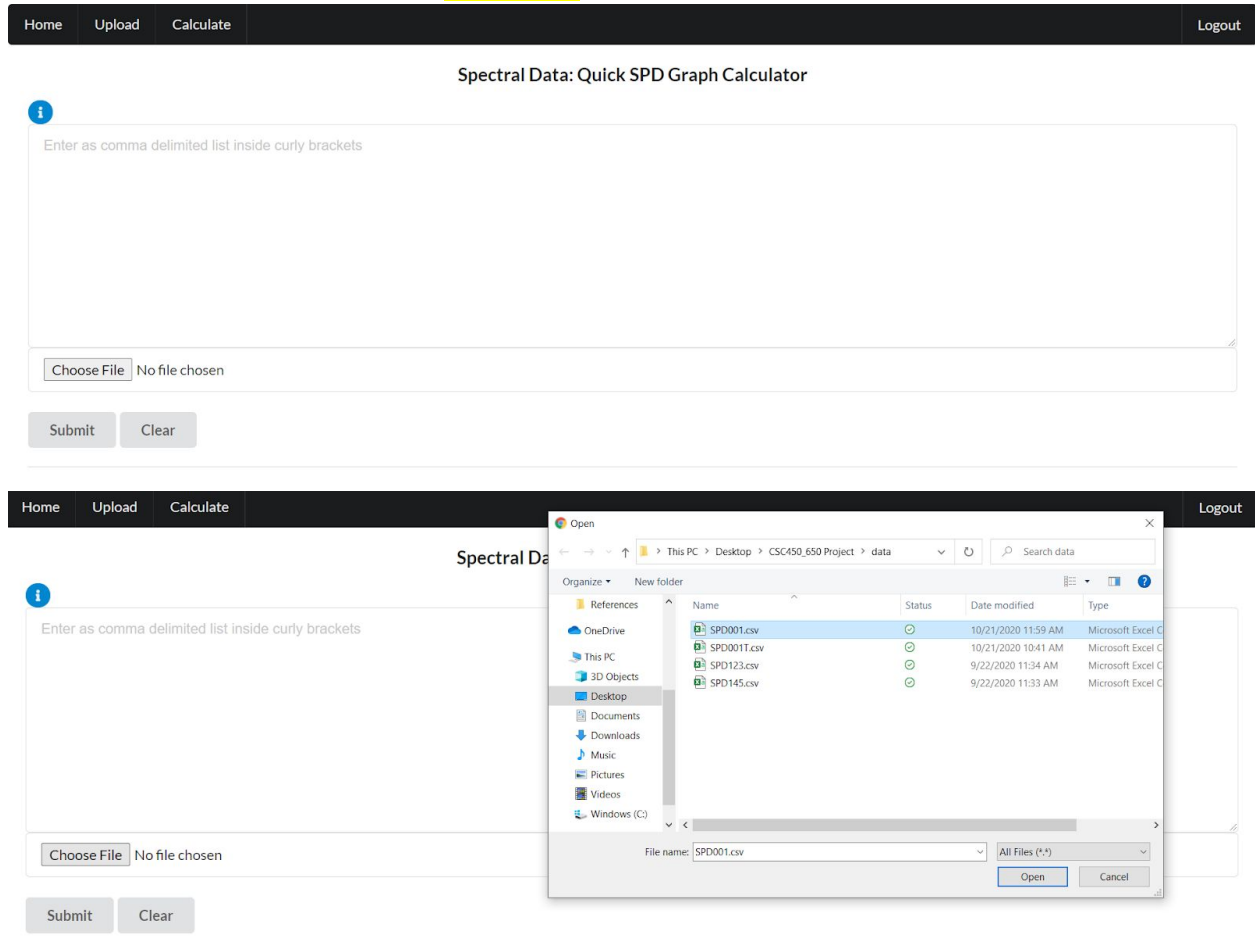 Home Upload Calculate Logout
Spectral Data: Quick SPD Graph Calculator
i
Enter as comma delimited list inside curly brackets
Choose File No file chosen
Submit Clear
Home Upload Calculate Logout
Spectral Da
i
Enter as comma delimited list inside curly brackets
Choose File No file chosen
Submit Clear
Open
> This PC > Desktop > CSC450_650 Project > data Search data
Organize New folder ?
References
OneDrive
This PC
3D Objects
Desktop
Documents
Downloads
Music
Pictures
Videos
Windows (C:)
Name Status Date modified Type
SPD001.csv 10/21/2020 11:59 AM Microsoft Excel C
SPD001T.csv 10/21/2020 10:41 AM Microsoft Excel C
SPD123.csv 9/22/2020 11:34 AM Microsoft Excel C
SPD145.csv 9/22/2020 11:33 AM Microsoft Excel C
File name: SPD001.csv All Files (*.*)
Open Cancel